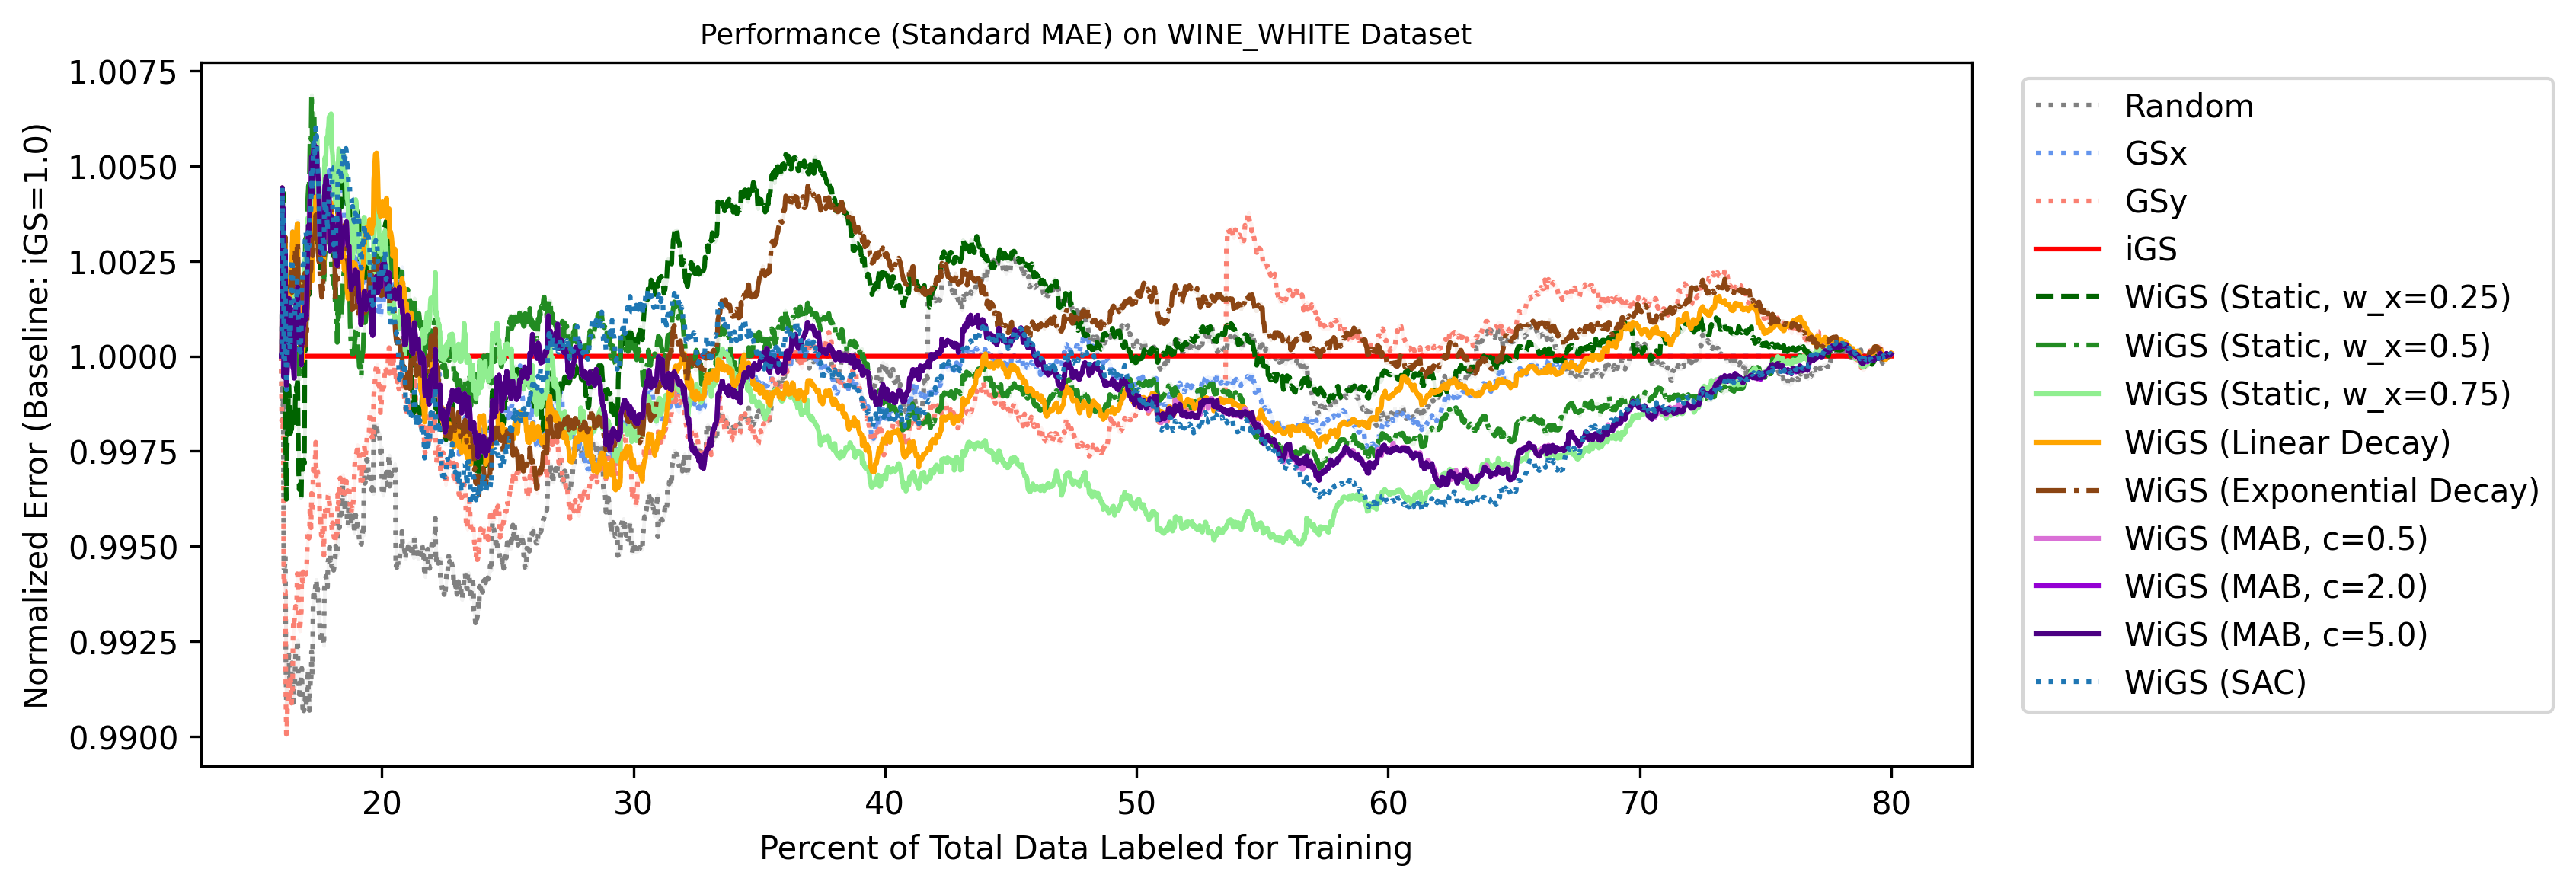 Performance (Standard MAE) on WINE_WHITE Dataset
Normalized Error (Baseline: iGS=1.0)
1.0075
1.0050
1.0025
1.0000
0.9975
0.9950
0.9925
0.9900
20 30 40 50 60 70 80
Percent of Total Data Labeled for Training
Random
GSx
GSy
iGS
WiGS (Static, w_x=0.25)
WiGS (Static, w_x=0.5)
WiGS (Static, w_x=0.75)
WiGS (Linear Decay)
WiGS (Exponential Decay)
WiGS (MAB, c=0.5)
WiGS (MAB, c=2.0)
WiGS (MAB, c=5.0)
WiGS (SAC)